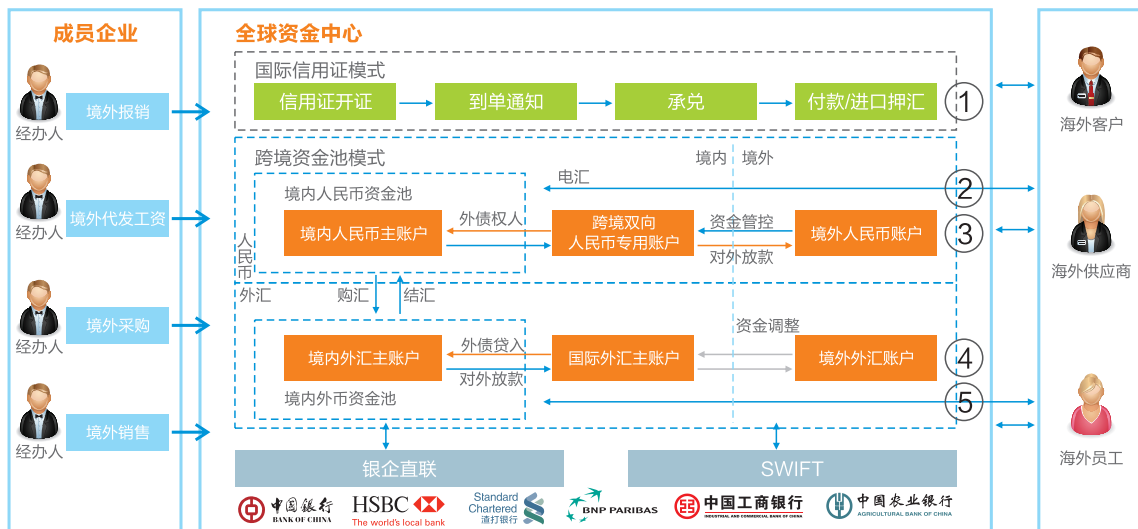 成员企业
经办人
境外报销
经办人
境外代发工资
经办人
境外采购
经办人
境外销售
全球资金中心
国际信用证模式
信用证开证
到单通知
承兑
付款/进口押汇
1
跨境资金池模式
境内
境外
电汇
2
境内人民币资金池
境内人民币主账户
外债权人
跨境双向
人民币专用账户
资金管控
对外放款
境外人民币账户
3
人民币
外汇
购汇
结汇
境内外汇主账户
外债贷入
对外放款
国际外汇主账户
资金调整
境外外汇账户
4
境内外币资金池
5
银企直联
SWIFT
中国银行
BANK OF CHINA
HSBC
The world's local bank
Standard
Chartered
渣打银行
BNP PARIBAS
中国工商银行
INDUSTRIAL AND COMMERCIAL BANK OF CHINA
中国农业银行
AGRICULTURAL BANK OF CHINA
海外客户
海外供应商
海外员工